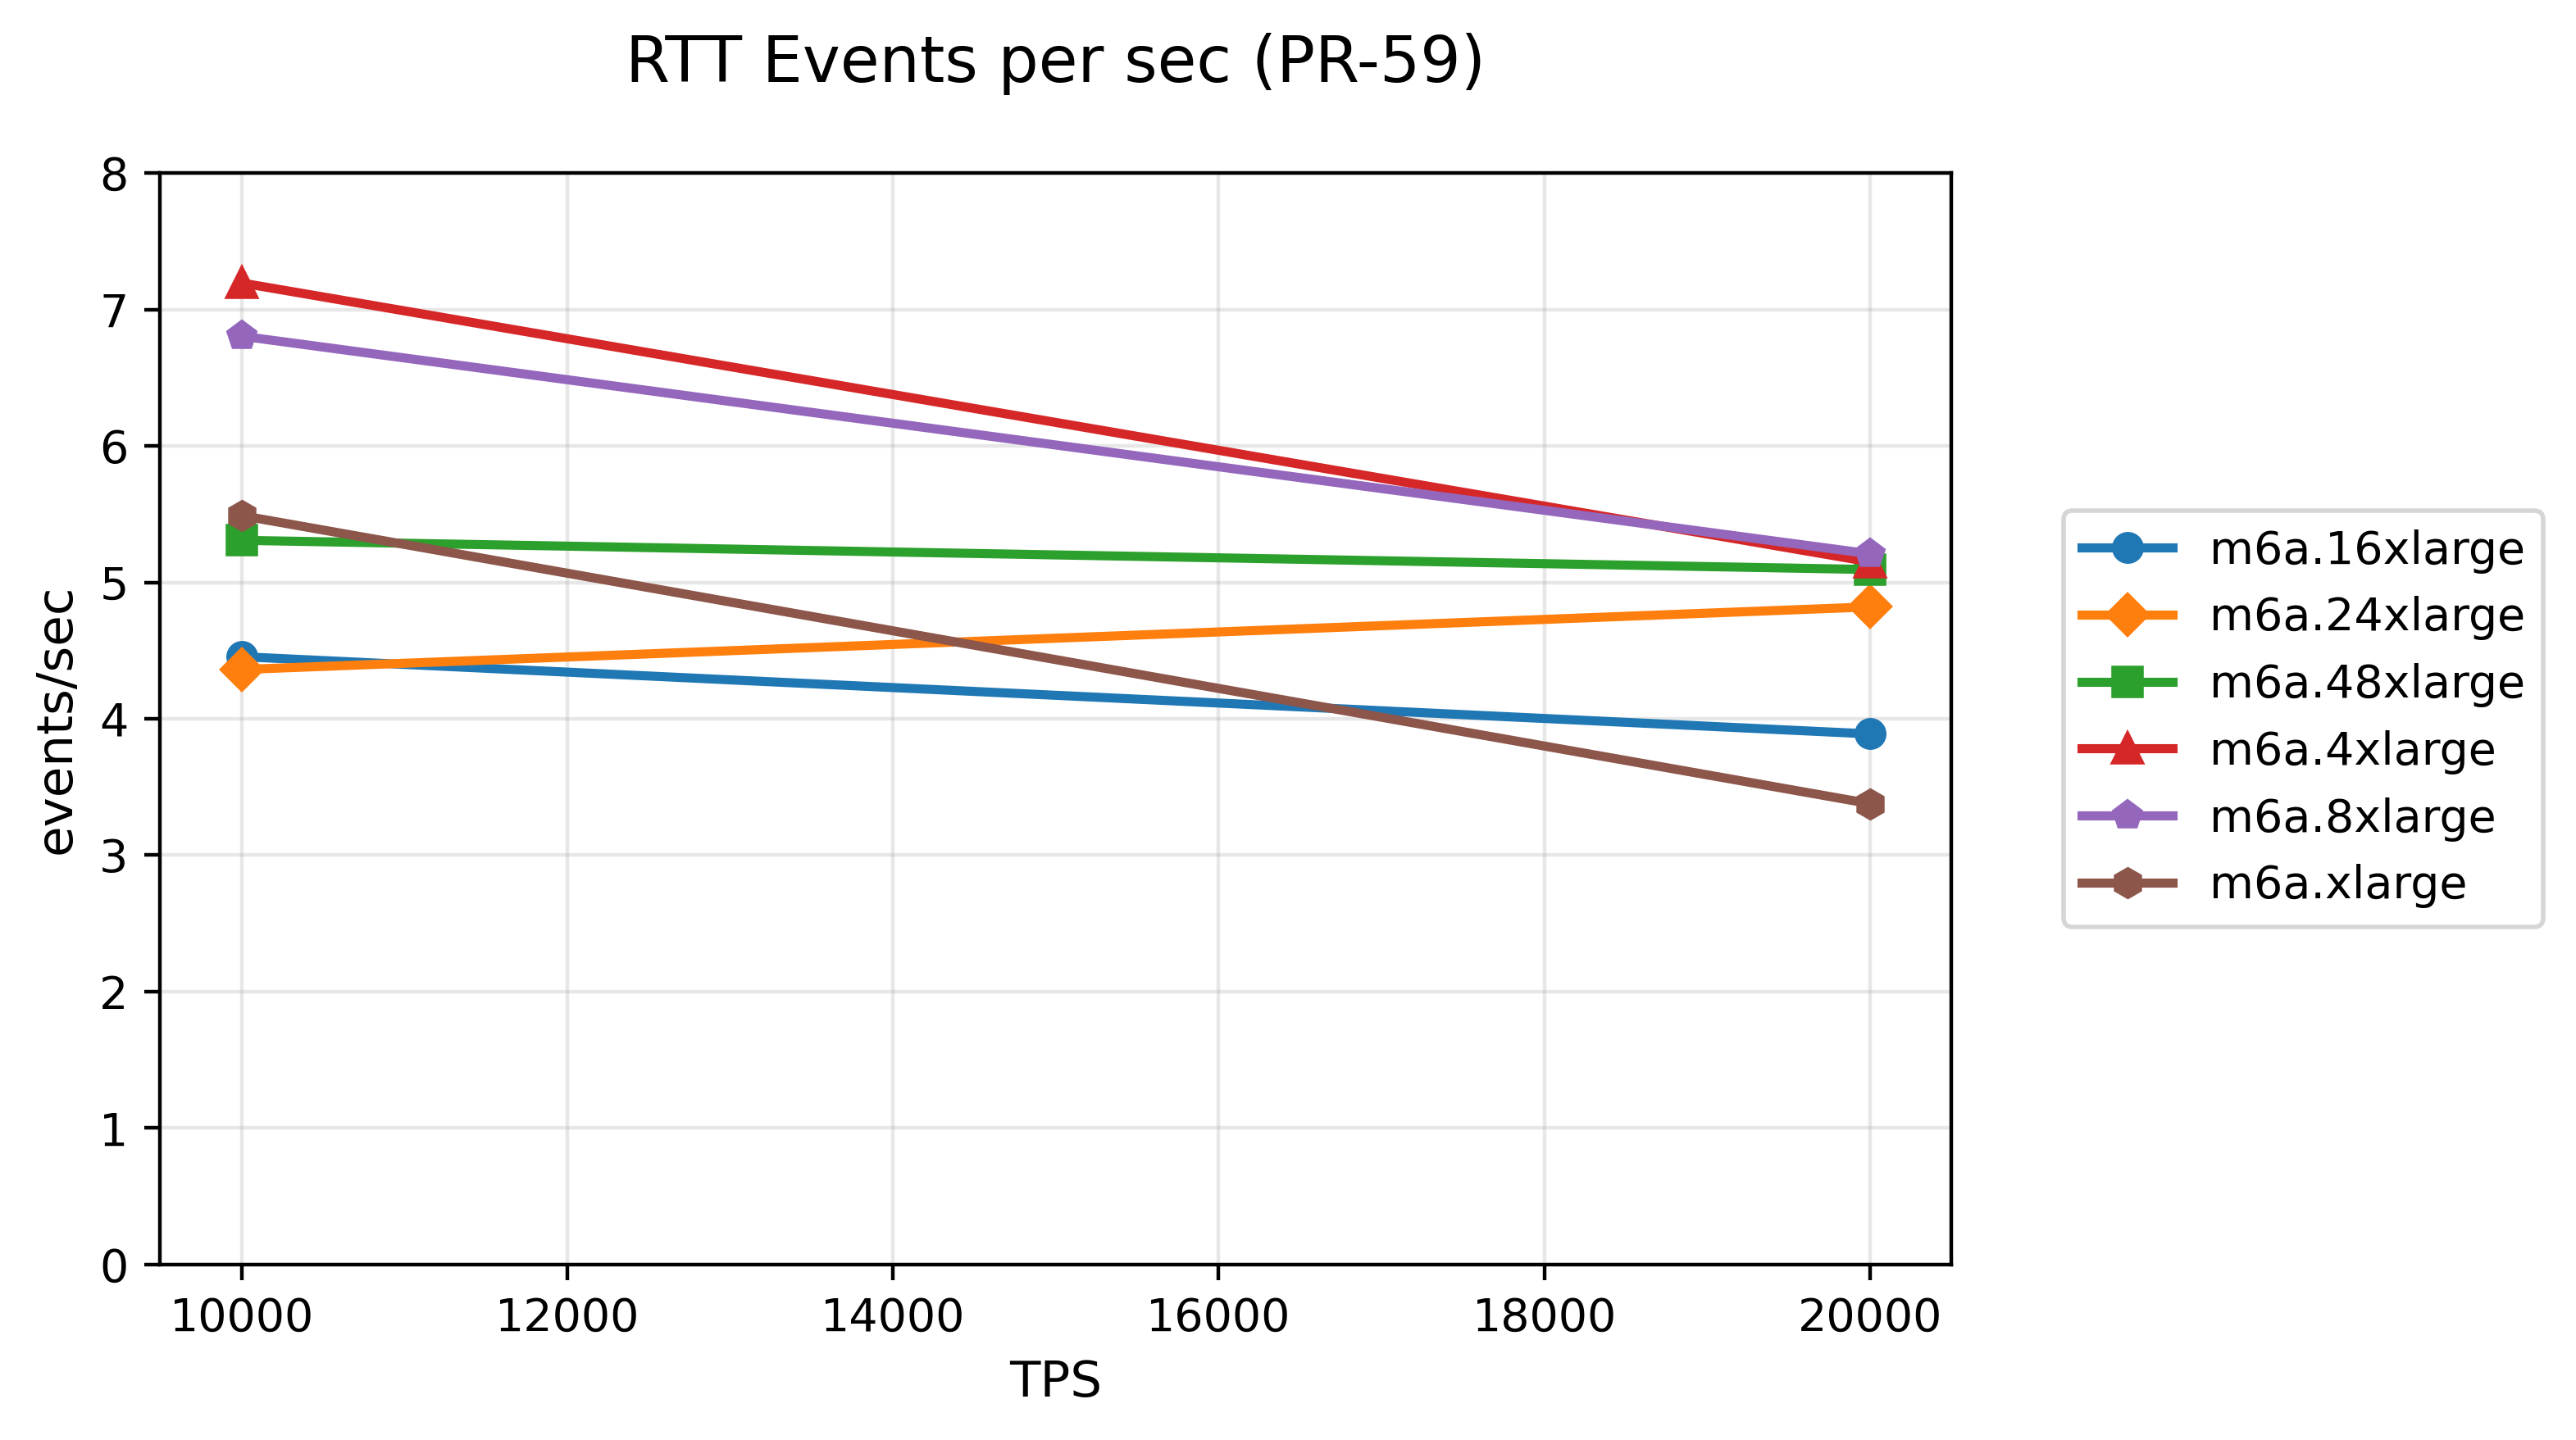 RTT Events per sec (PR-59)
events/sec
8
7
6
5
4
3
2
1
0
10000 12000 14000 16000 18000 20000
TPS
m6a.16xlarge
m6a.24xlarge
m6a.48xlarge
m6a.4xlarge
m6a.8xlarge
m6a.xlarge